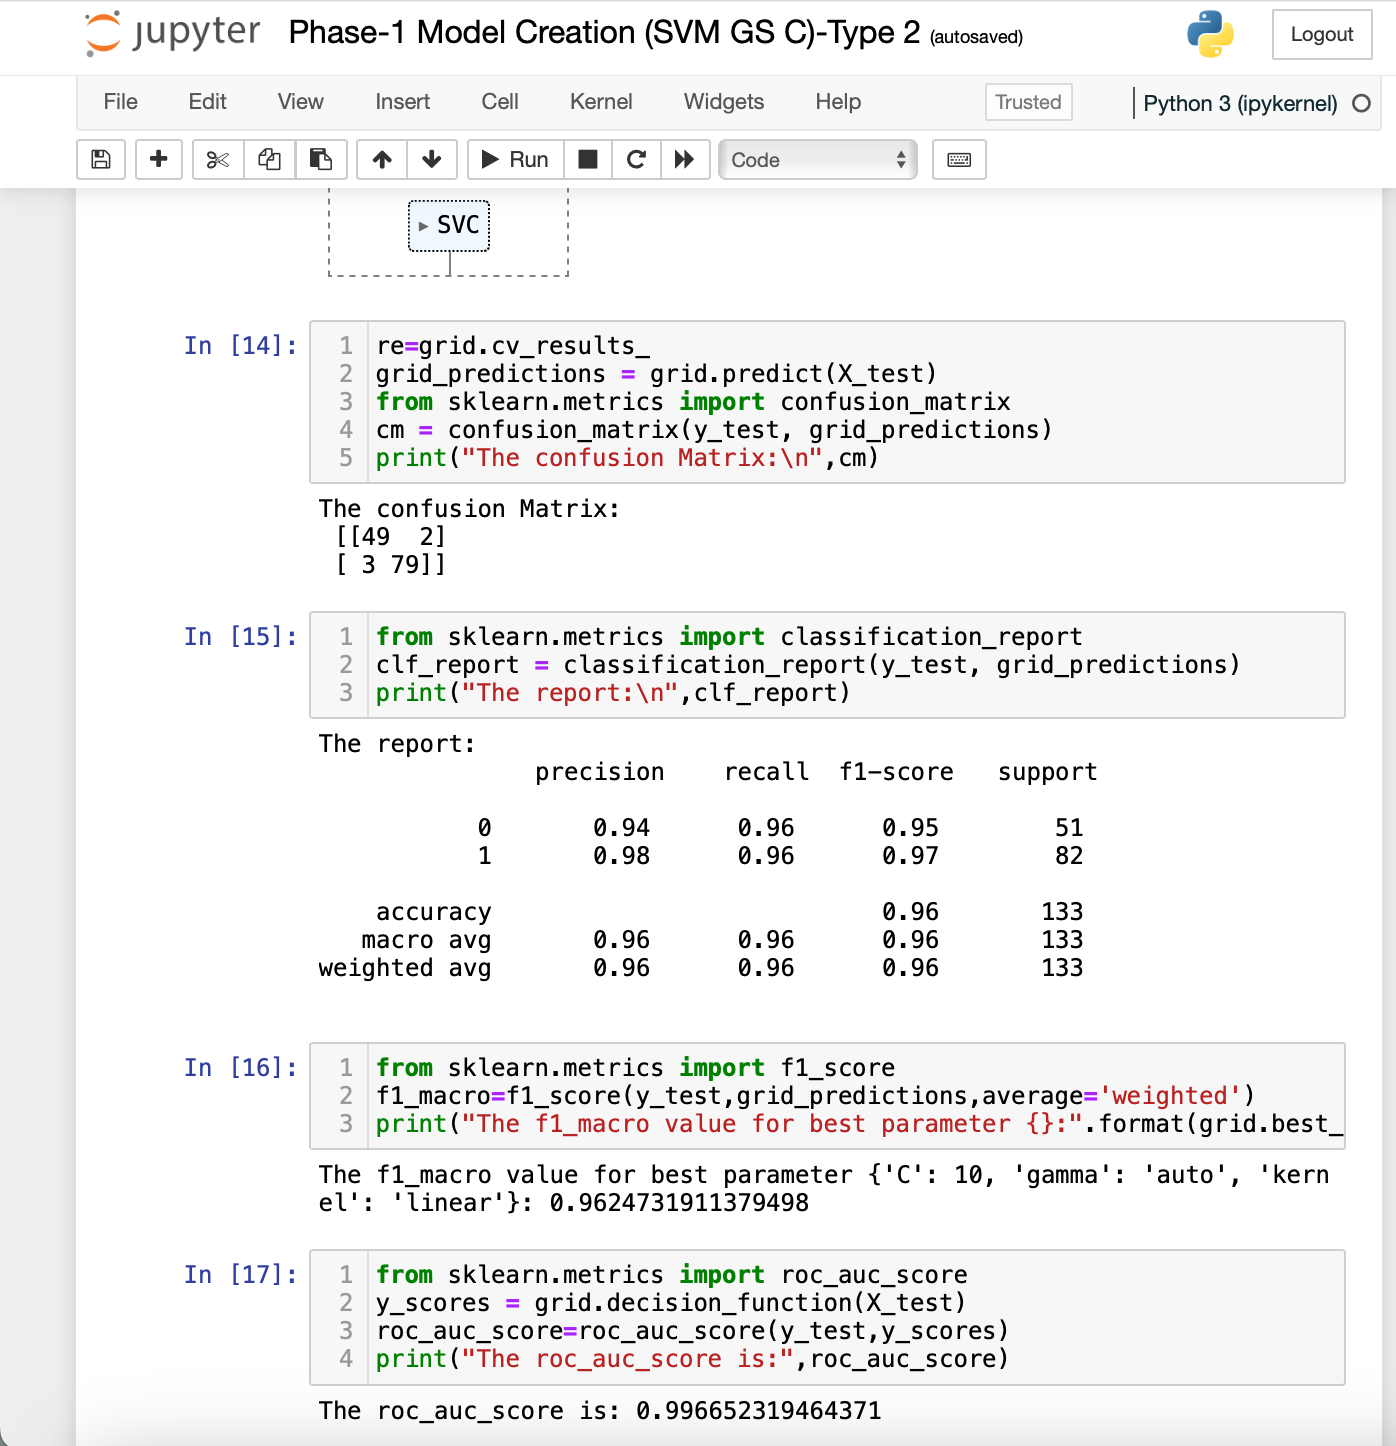 jupyter Phase-1 Model Creation (SVM GS C)-Type 2 (autosaved) Logout
File Edit View Insert Cell Kernel Widgets Help Trusted Python 3 (ipykernel)
Run Code
SVC
In [14]:
1 re=grid.cv_results_
2 grid_predictions = grid.predict(X_test)
3 from sklearn.metrics import confusion_matrix
4 cm = confusion_matrix(y_test, grid_predictions)
5 print("The confusion Matrix:\n",cm)
The confusion Matrix:
[[49  2]
[ 3 79]]
In [15]:
1 from sklearn.metrics import classification_report
2 clf_report = classification_report(y_test, grid_predictions)
3 print("The report:\n",clf_report)
The report:
precision recall f1-score support
0 0.94 0.96 0.95 51
1 0.98 0.96 0.97 82
accuracy 0.96 133
macro avg 0.96 0.96 0.96 133
weighted avg 0.96 0.96 0.96 133
In [16]:
1 from sklearn.metrics import f1_score
2 f1_macro=f1_score(y_test,grid_predictions,average='weighted')
3 print("The f1_macro value for best parameter {}:".format(grid.best_
The f1_macro value for best parameter {'C': 10, 'gamma': 'auto', 'kern
el': 'linear'}: 0.9624731911379498
In [17]:
1 from sklearn.metrics import roc_auc_score
2 y_scores = grid.decision_function(X_test)
3 roc_auc_score=roc_auc_score(y_test,y_scores)
4 print("The roc_auc_score is:",roc_auc_score)
The roc_auc_score is: 0.996652319464371